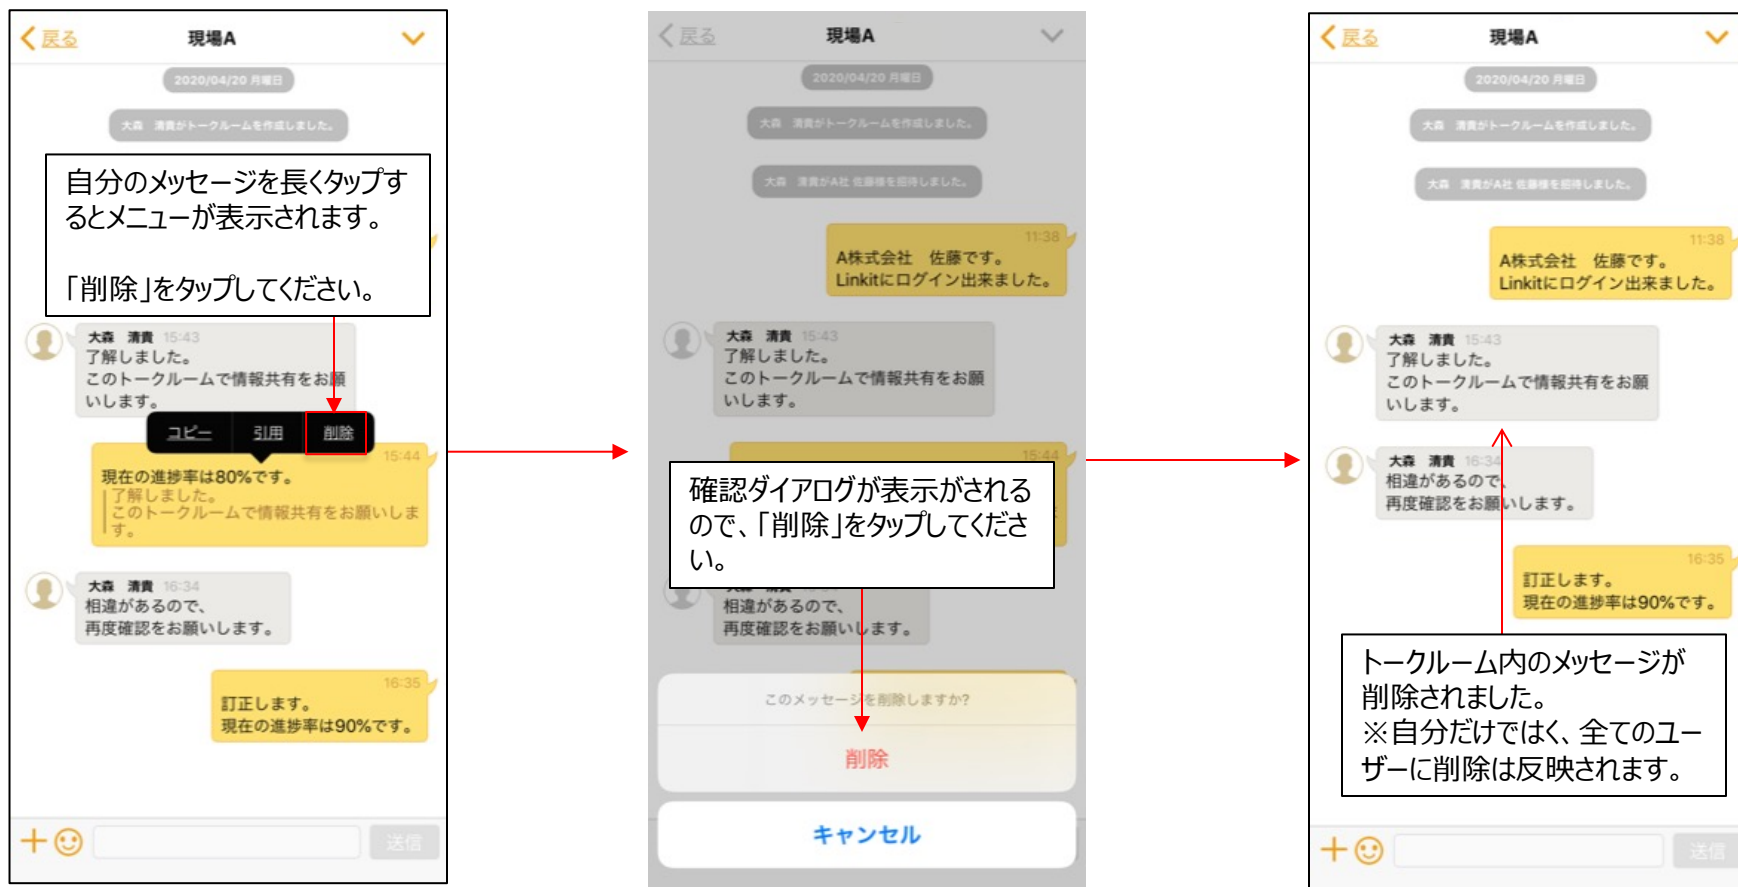 戻る
現場A
2020/04/20 月曜日
大森 清貴がトークルームを作成しました。
自分のメッセージを長くタップす
るとメニューが表示されます。
「削除」をタップしてください。
大森 清貴 15:43
了解しました。
このトークルームで情報共有をお願
いします。
コピー 引用 削除
15:44
現在の進捗率は80%です。
了解しました。
このトークルームで情報共有をお願いしま
す。
大森 清貴 16:34
相違があるので、
再度確認をお願いします。
16:35
訂正します。
現在の進捗率は90%です。
送信
戻る
現場A
2020/04/20 月曜日
大森 清貴がトークルームを作成しました。
大森 清貴がA社 佐藤様を招待しました。
11:38
A株式会社 佐藤です。
Linkitにログイン出来ました。
大森 清貴 15:43
了解しました。
このトークルームで情報共有をお願
いします。
15:44
確認ダイアログが表示がされる
ので、「削除」をタップしてくださ
い。
相違があるので、
再度確認をお願いします。
このメッセージを削除しますか?
削除
キャンセル
戻る
現場A
2020/04/20 月曜日
大森 清貴がトークルームを作成しました。
大森 清貴がA社 佐藤様を招待しました。
11:38
A株式会社 佐藤です。
Linkitにログイン出来ました。
大森 清貴 15:43
了解しました。
このトークルームで情報共有をお願
いします。
大森 清貴 16:34
相違があるので、
再度確認をお願いします。
16:35
訂正します。
現在の進捗率は90%です。
トークルーム内のメッセージが
削除されました。
※自分だけではく、全てのユー
ザーに削除は反映されます。
送信